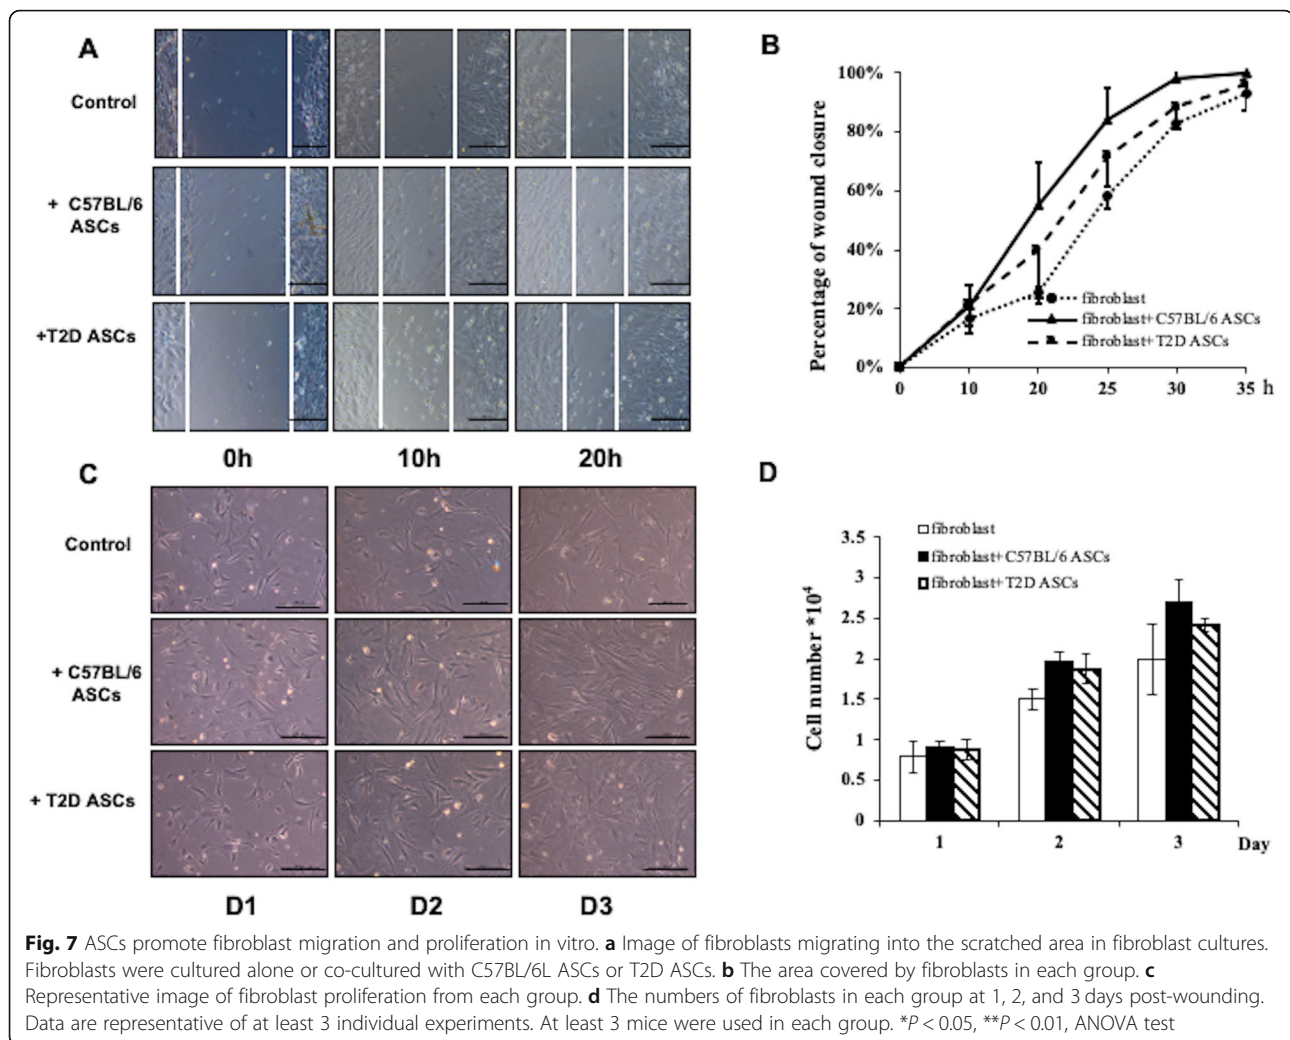 A
Control
+ C57BL/6
ASCs
+T2D ASCs
0h
10h
20h
B
Percentage of wound closure
100%
80%
60%
40%
20%
0%
0
10
20
25
30
35 h
fibroblast
fibroblast+C57BL/6 ASCs
fibroblast+T2D ASCs
C
Control
+ C57BL/6
ASCs
+ T2D ASCs
D1
D2
D3
D
Cell number *10⁴
3.5
3
2.5
2
1.5
1
0.5
0
fibroblast
fibroblast+C57BL/6 ASCs
fibroblast+T2D ASCs
1
2
3
Day
Fig. 7 ASCs promote fibroblast migration and proliferation in vitro. a Image of fibroblasts migrating into the scratched area in fibroblast cultures.
Fibroblasts were cultured alone or co-cultured with C57BL/6L ASCs or T2D ASCs. b The area covered by fibroblasts in each group. c
Representative image of fibroblast proliferation from each group. d The numbers of fibroblasts in each group at 1, 2, and 3 days post-wounding.
Data are representative of at least 3 individual experiments. At least 3 mice were used in each group. *P < 0.05, **P < 0.01, ANOVA test